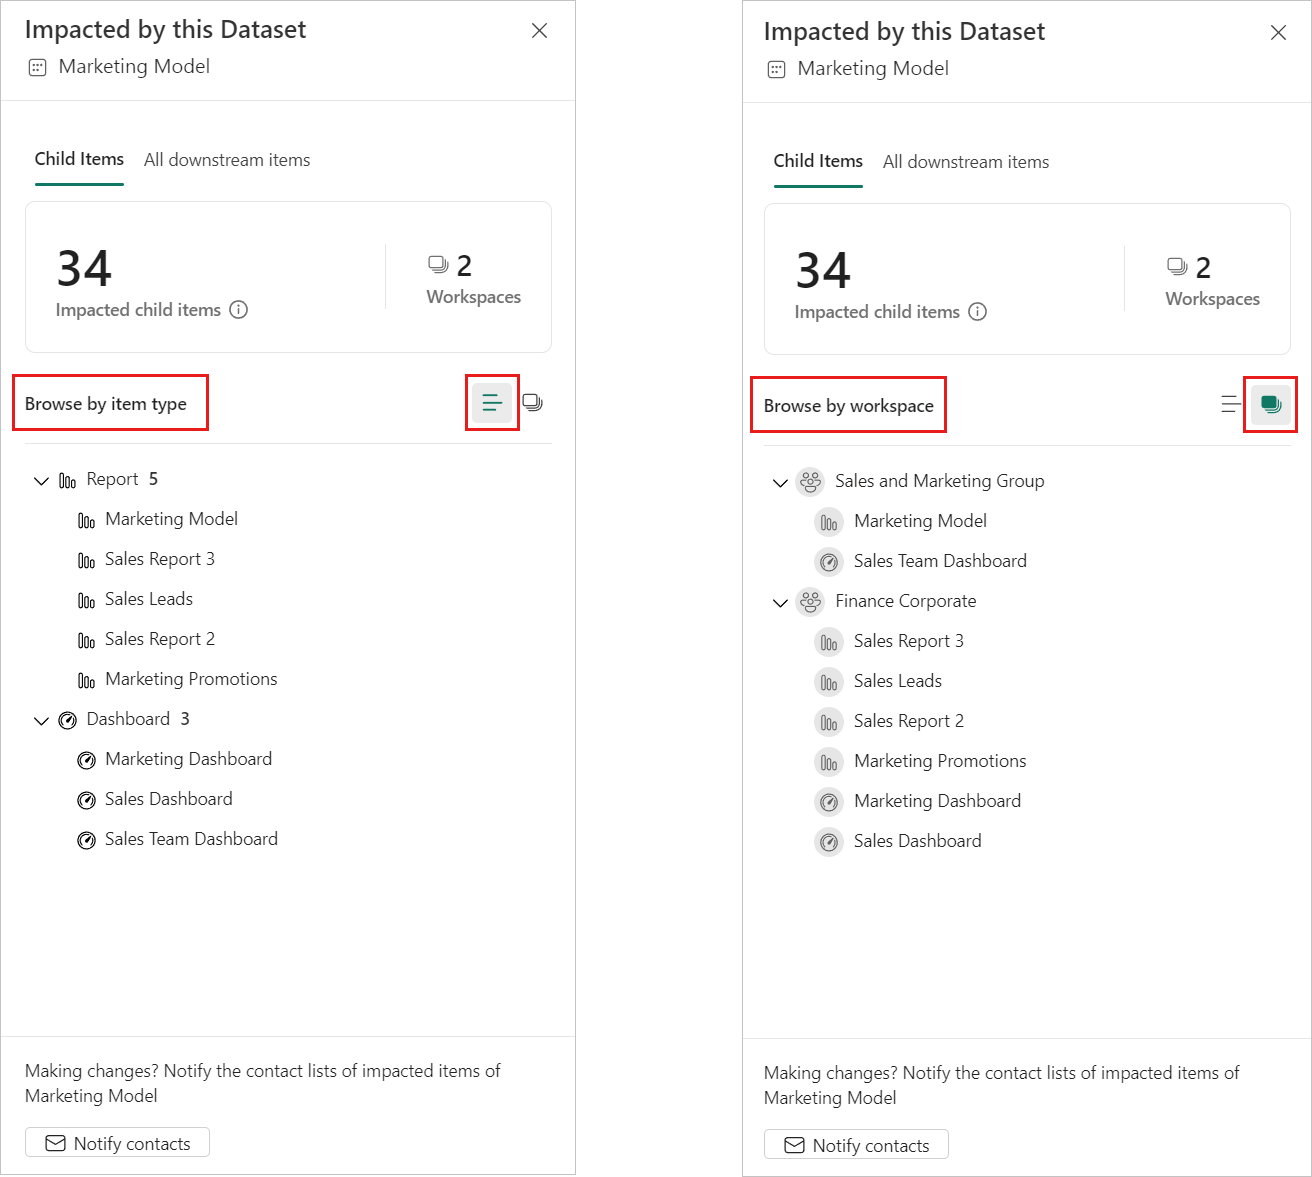 Impacted by this Dataset
Marketing Model
Child Items
All downstream items
34
Impacted child items
2
Workspaces
Browse by item type
Report 5
Marketing Model
Sales Report 3
Sales Leads
Sales Report 2
Marketing Promotions
Dashboard 3
Marketing Dashboard
Sales Dashboard
Sales Team Dashboard
Making changes? Notify the contact lists of impacted items of
Marketing Model
Notify contacts
Impacted by this Dataset
Marketing Model
Child Items
All downstream items
34
Impacted child items
2
Workspaces
Browse by workspace
Sales and Marketing Group
Marketing Model
Sales Team Dashboard
Finance Corporate
Sales Report 3
Sales Leads
Sales Report 2
Marketing Promotions
Marketing Dashboard
Sales Dashboard
Making changes? Notify the contact lists of impacted items of
Marketing Model
Notify contacts